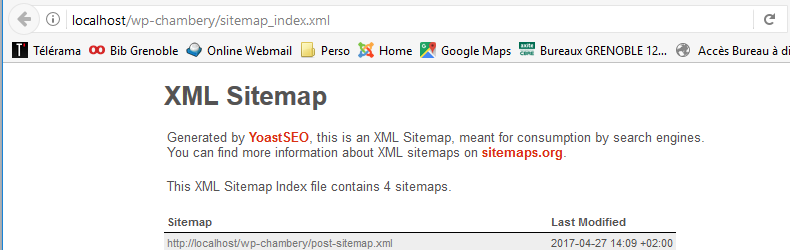 localhost/wp-chambery/sitemap_index.xml
Télérama Bib Grenoble Online Webmail Perso Home Google Maps axite CBRE Bureaux GRENOBLE 12... Accès Bureau à di
XML Sitemap
Generated by YoastSEO, this is an XML Sitemap, meant for consumption by search engines.
You can find more information about XML sitemaps on sitemaps.org.
This XML Sitemap Index file contains 4 sitemaps.
Sitemap Last Modified
http://localhost/wp-chambery/post-sitemap.xml 2017-04-27 14:09 +02:00